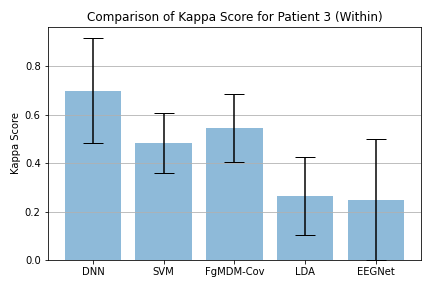 Comparison of Kappa Score for Patient 3 (Within)
Kappa Score
0.8
0.6
0.4
0.2
0.0
DNN SVM FgMDM-Cov LDA EEGNet